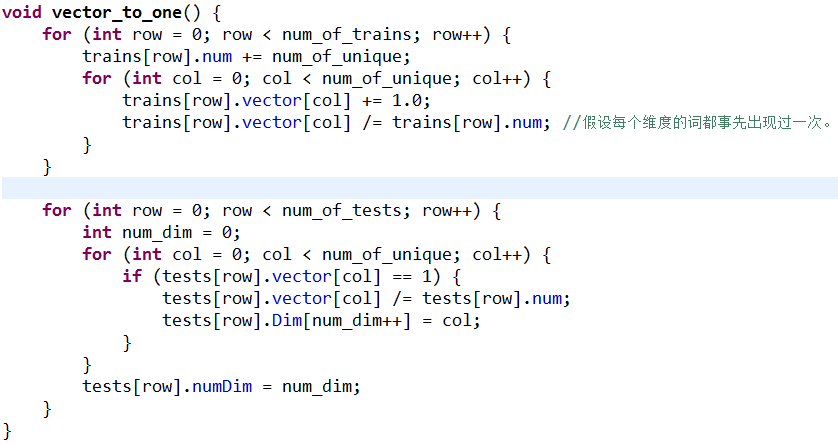 void vector_to_one() {
    for (int row = 0; row < num_of_trains; row++) {
        trains[row].num += num_of_unique;
        for (int col = 0; col < num_of_unique; col++) {
            trains[row].vector[col] += 1.0;
            trains[row].vector[col] /= trains[row].num; //假设每个维度的词都事先出现过一次。
        }
    }

    for (int row = 0; row < num_of_tests; row++) {
        int num_dim = 0;
        for (int col = 0; col < num_of_unique; col++) {
            if (tests[row].vector[col] == 1) {
                tests[row].vector[col] /= tests[row].num;
                tests[row].Dim[num_dim++] = col;
            }
        }
        tests[row].numDim = num_dim;
    }
}